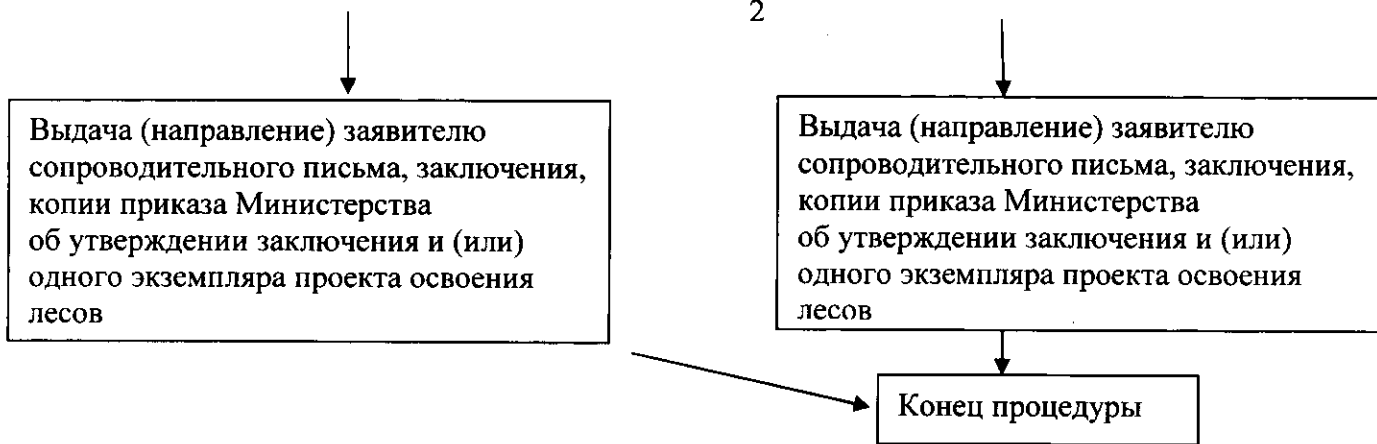 2
Выдача (направление) заявителю
сопроводительного письма, заключения,
копии приказа Министерства
об утверждении заключения и (или)
одного экземпляра проекта освоения
лесов
Выдача (направление) заявителю
сопроводительного письма, заключения,
копии приказа Министерства
об утверждении заключения и (или)
одного экземпляра проекта освоения
лесов
Конец процедуры